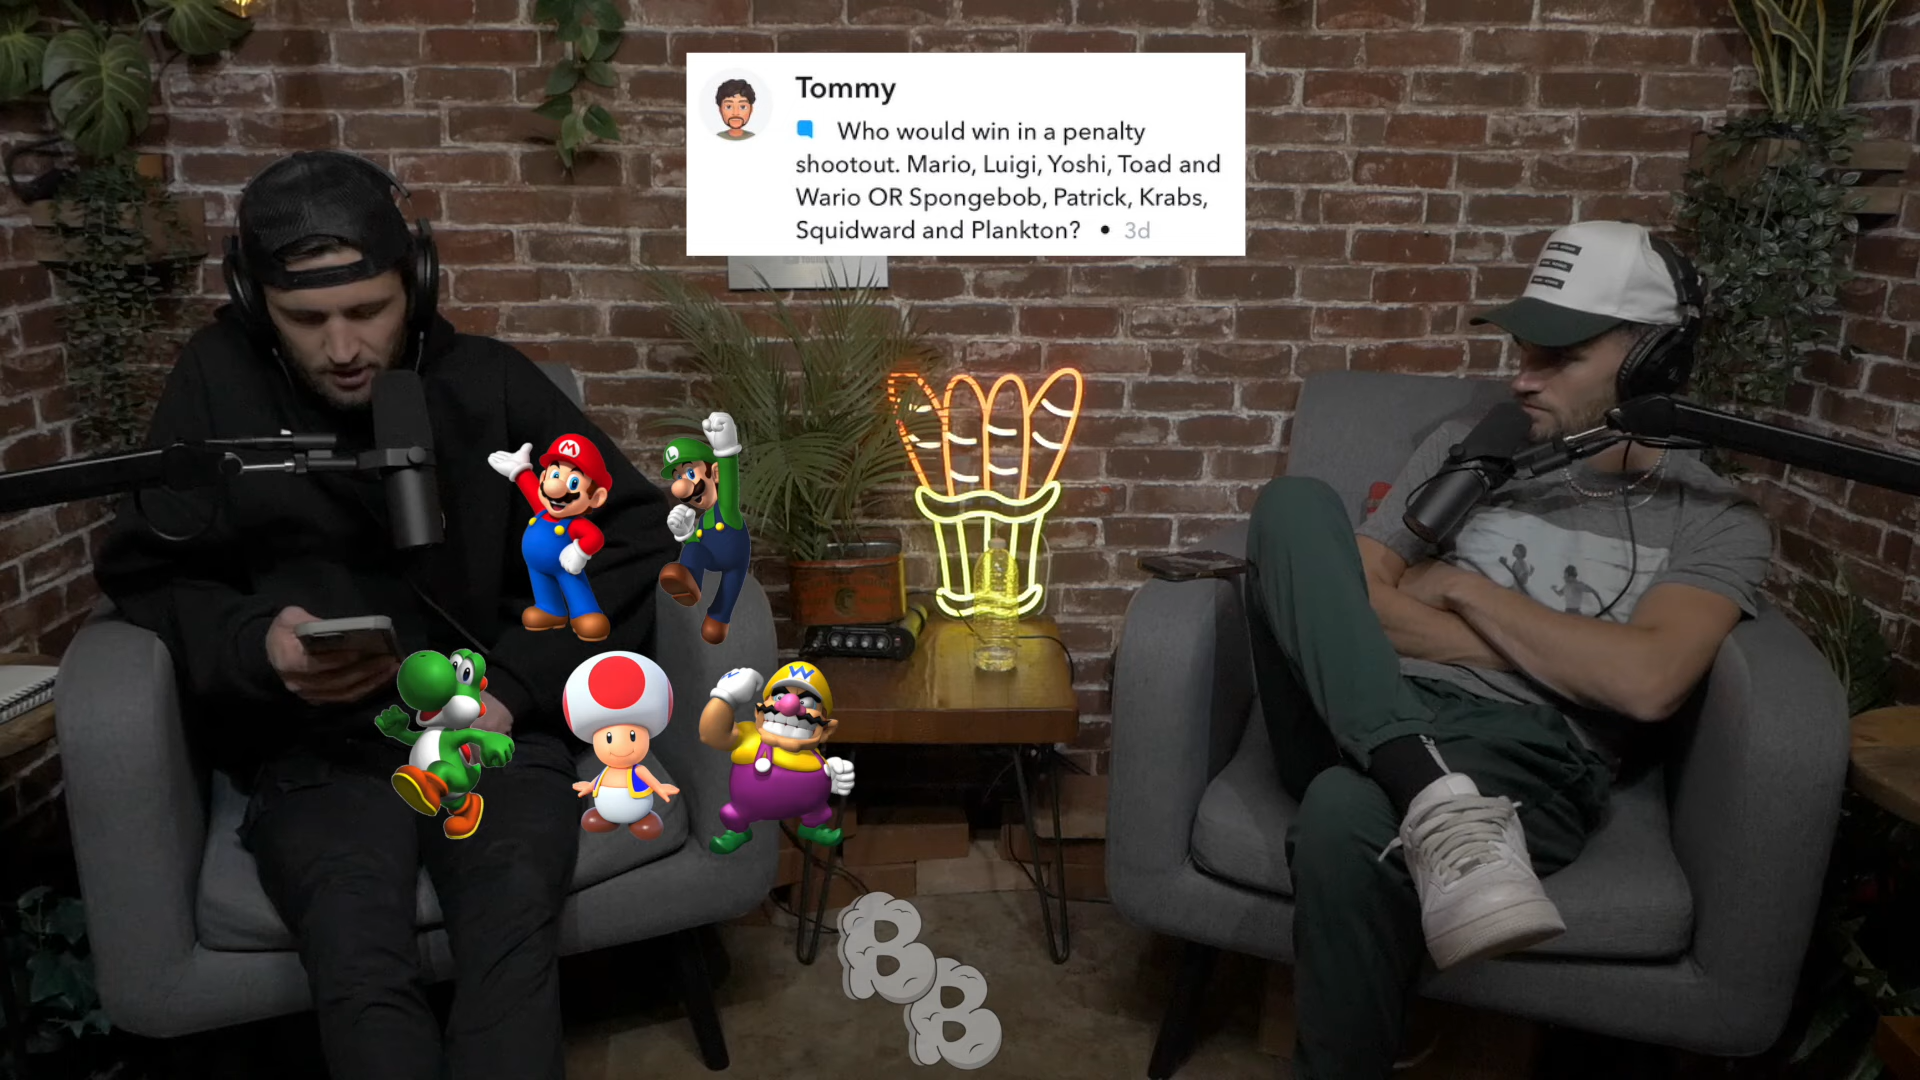 Tommy
Who would win in a penalty
shootout. Mario, Luigi, Yoshi, Toad and
Wario OR Spongebob, Patrick, Krabs,
Squidward and Plankton? • 3d
M
L
W
W
B
B